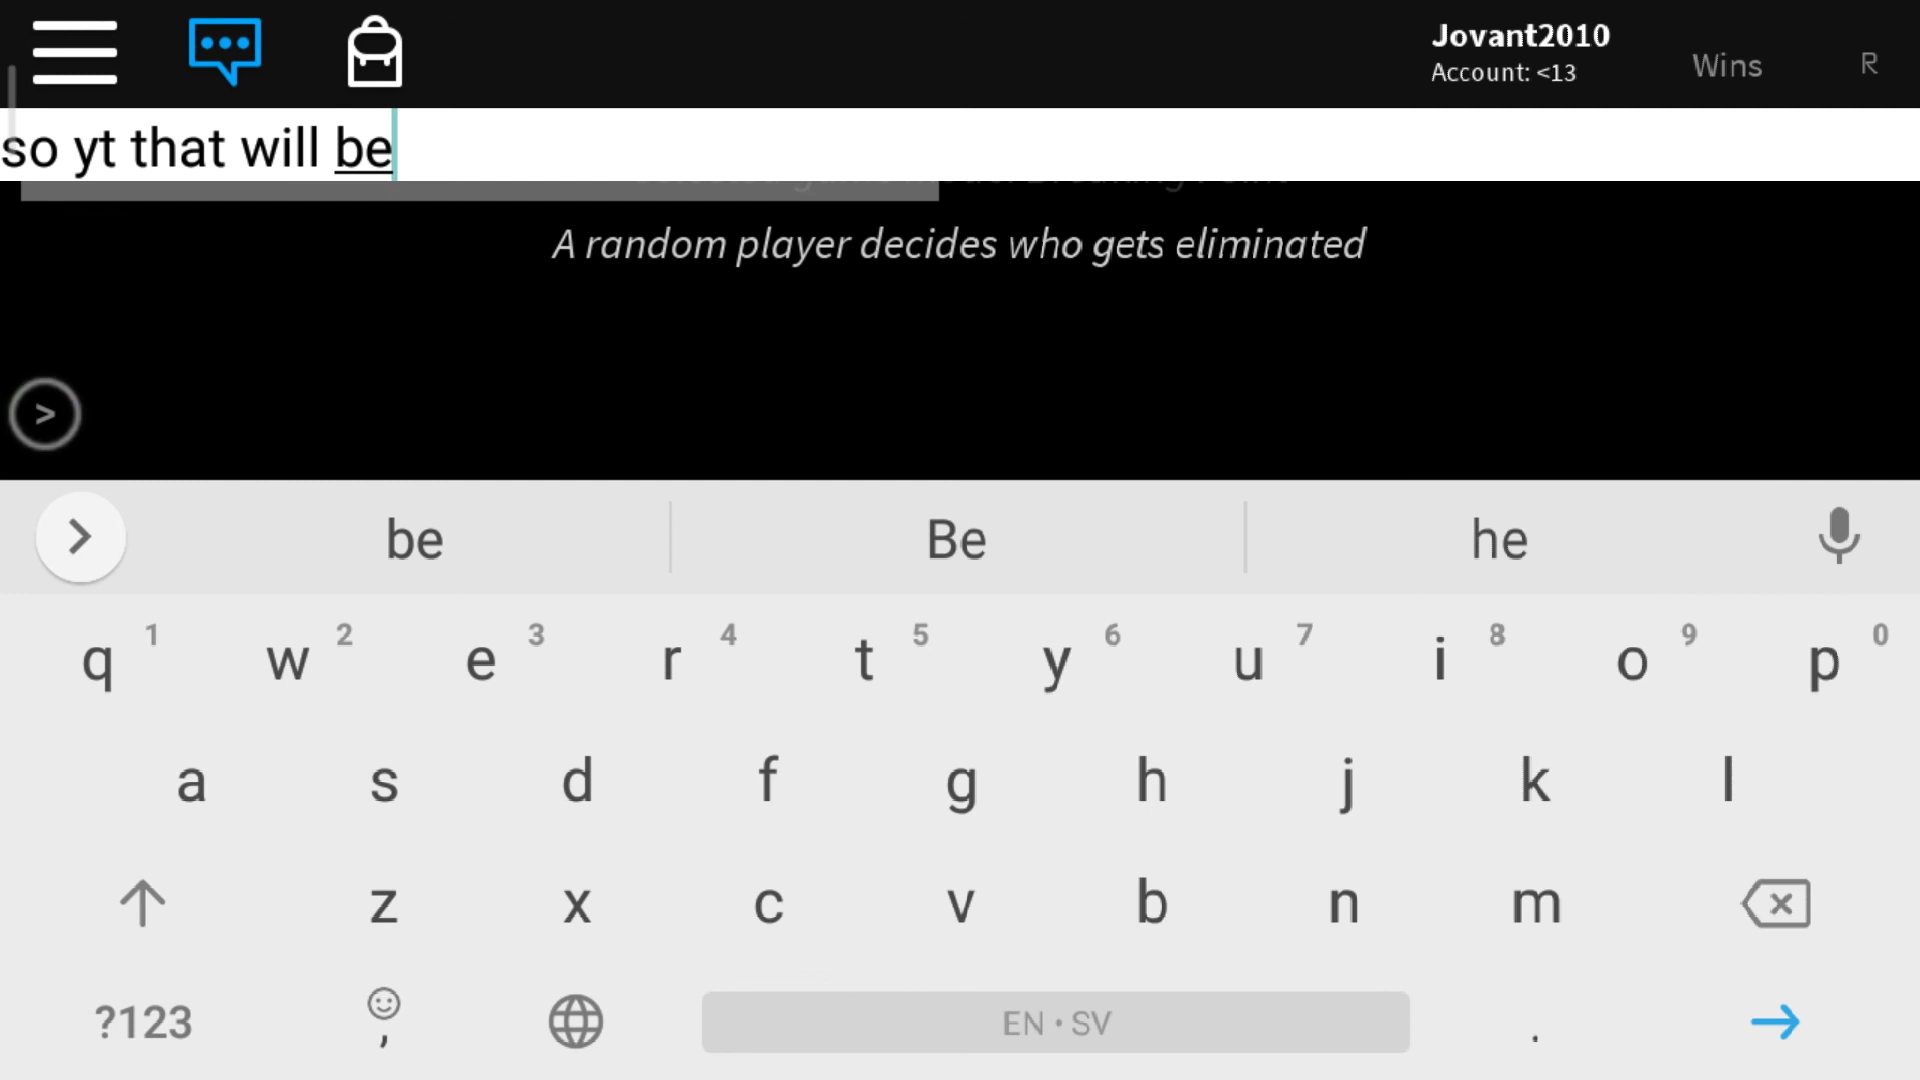 Jovant2010
Account: <13
Wins
R
so yt that will be
A random player decides who gets eliminated
>
be
Be
he
q 1 w 2 e 3 r 4 t 5 y 6 u 7 i 8 o 9 p 0
a s d f g h j k l
z x c v b n m
?123 , EN • SV .